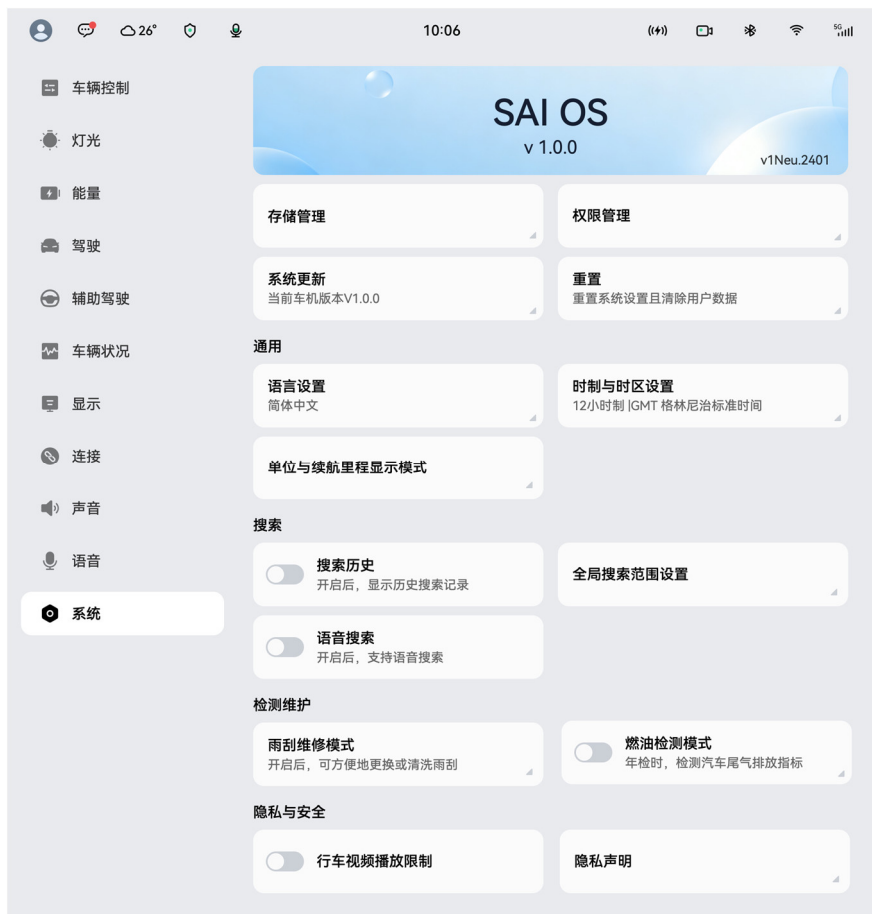 26°
10:06
5G
车辆控制
灯光
能量
驾驶
辅助驾驶
车辆状况
显示
连接
声音
语音
系统
SAI OS
v 1.0.0
v1Neu.2401
存储管理
权限管理
系统更新
当前车机版本V1.0.0
重置
重置系统设置且清除用户数据
通用
语言设置
简体中文
时制与时区设置
12小时制 |GMT 格林尼治标准时间
单位与续航里程显示模式
搜索
搜索历史
开启后，显示历史搜索记录
全局搜索范围设置
语音搜索
开启后，支持语音搜索
检测维护
雨刮维修模式
开启后，可方便地更换或清洗雨刮
燃油检测模式
年检时，检测汽车尾气排放指标
隐私与安全
行车视频播放限制
隐私声明